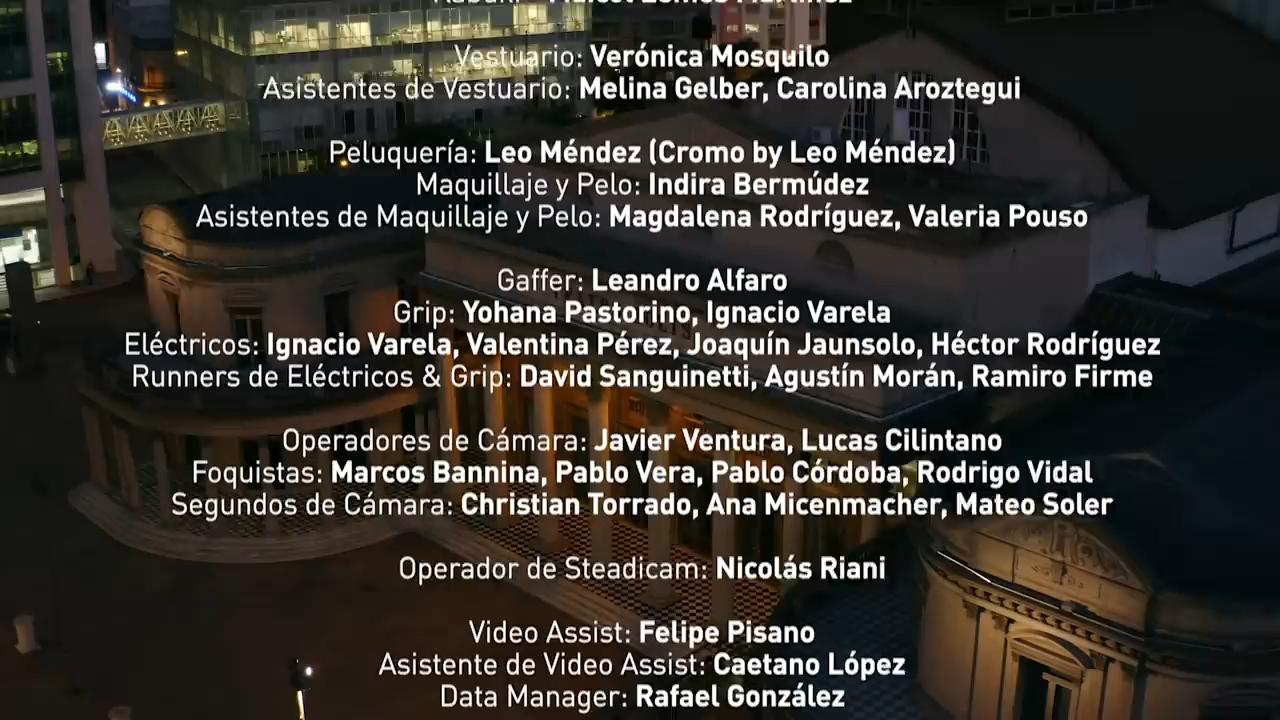 Vestuario: Verónica Mosquilo
Asistentes de Vestuario: Melina Gelber, Carolina Aroztegui
Peluquería: Leo Méndez (Cromo by Leo Méndez)
Maquillaje y Pelo: Indira Bermúdez
Asistentes de Maquillaje y Pelo: Magdalena Rodríguez, Valeria Pouso
Gaffer: Leandro Alfaro
Grip: Yohana Pastorino, Ignacio Varela
Eléctricos: Ignacio Varela, Valentina Pérez, Joaquín Jaunsolo, Héctor Rodríguez
Runners de Eléctricos & Grip: David Sanguinetti, Agustín Morán, Ramiro Firme
Operadores de Cámara: Javier Ventura, Lucas Cilintano
Foquistas: Marcos Bannina, Pablo Vera, Pablo Córdoba, Rodrigo Vidal
Segundos de Cámara: Christian Torrado, Ana Micenmacher, Mateo Soler
Operador de Steadicam: Nicolás Riani
Video Assist: Felipe Pisano
Asistente de Video Assist: Caetano López
Data Manager: Rafael González